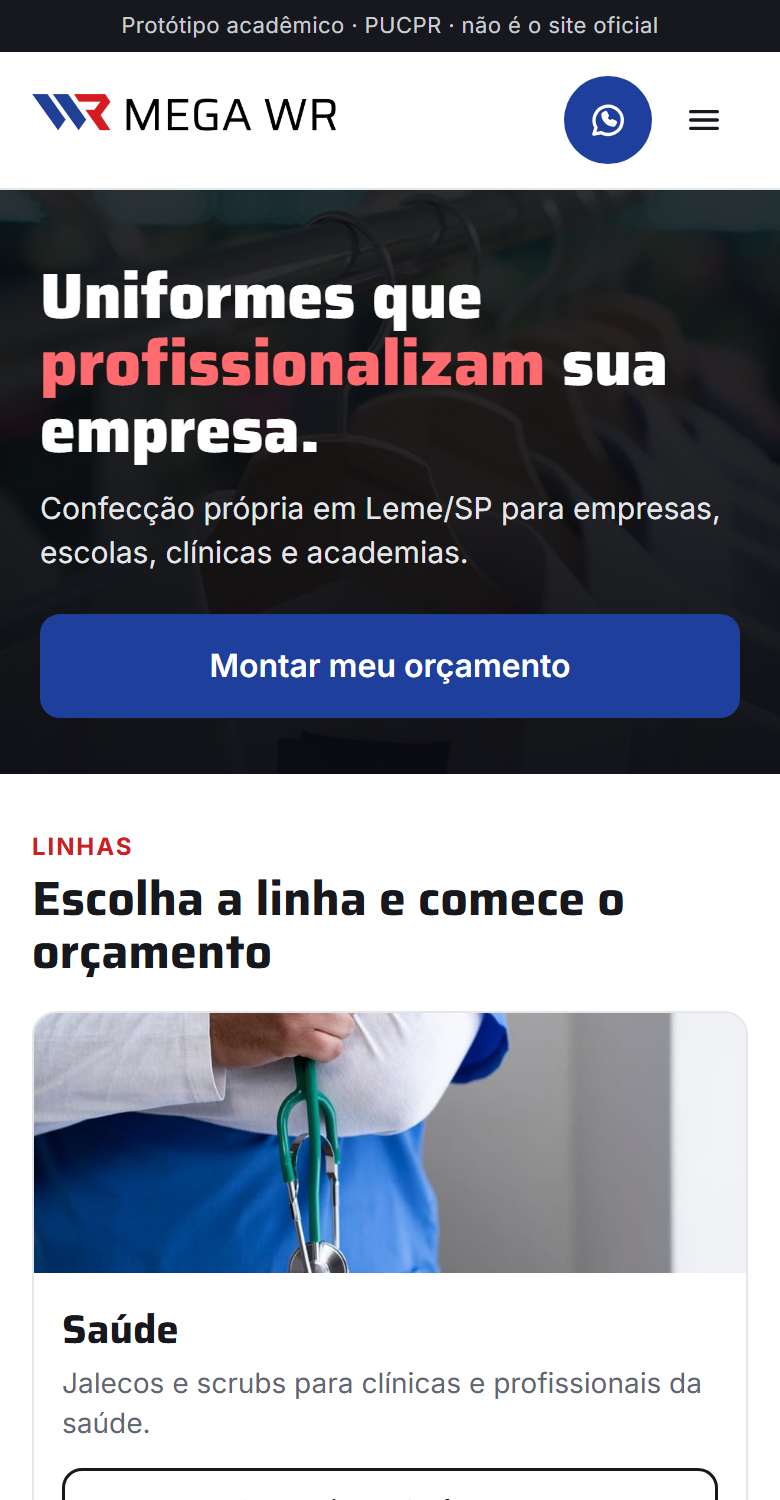 Protótipo acadêmico · PUCPR · não é o site oficial
WR MEGA WR
Uniformes que
profissionalizam sua
empresa.
Confecção própria em Leme/SP para empresas,
escolas, clínicas e academias.
Montar meu orçamento
LINHAS
Escolha a linha e comece o
orçamento
Saúde
Jalecos e scrubs para clínicas e profissionais da
saúde.